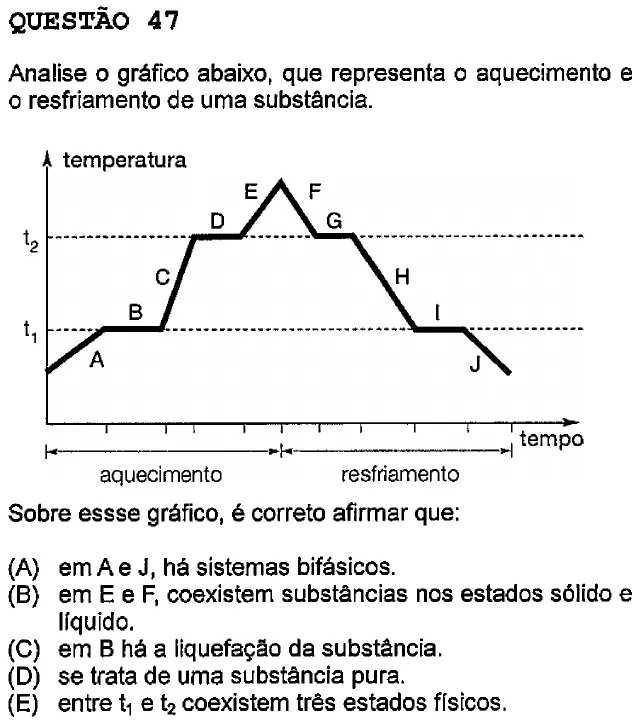 QUESTÃO 47
Analise o gráfico abaixo, que representa o aquecimento e
o resfriamento de uma substância.
temperatura
E F
D G
t₂
C H
B I
t₁
A J
tempo
aquecimento resfriamento
Sobre essse gráfico, é correto afirmar que:
(A) em A e J, há sistemas bifásicos.
(B) em E e F, coexistem substâncias nos estados sólido e
líquido.
(C) em B há a liquefação da substância.
(D) se trata de uma substância pura.
(E) entre t₁ e t₂ coexistem três estados físicos.